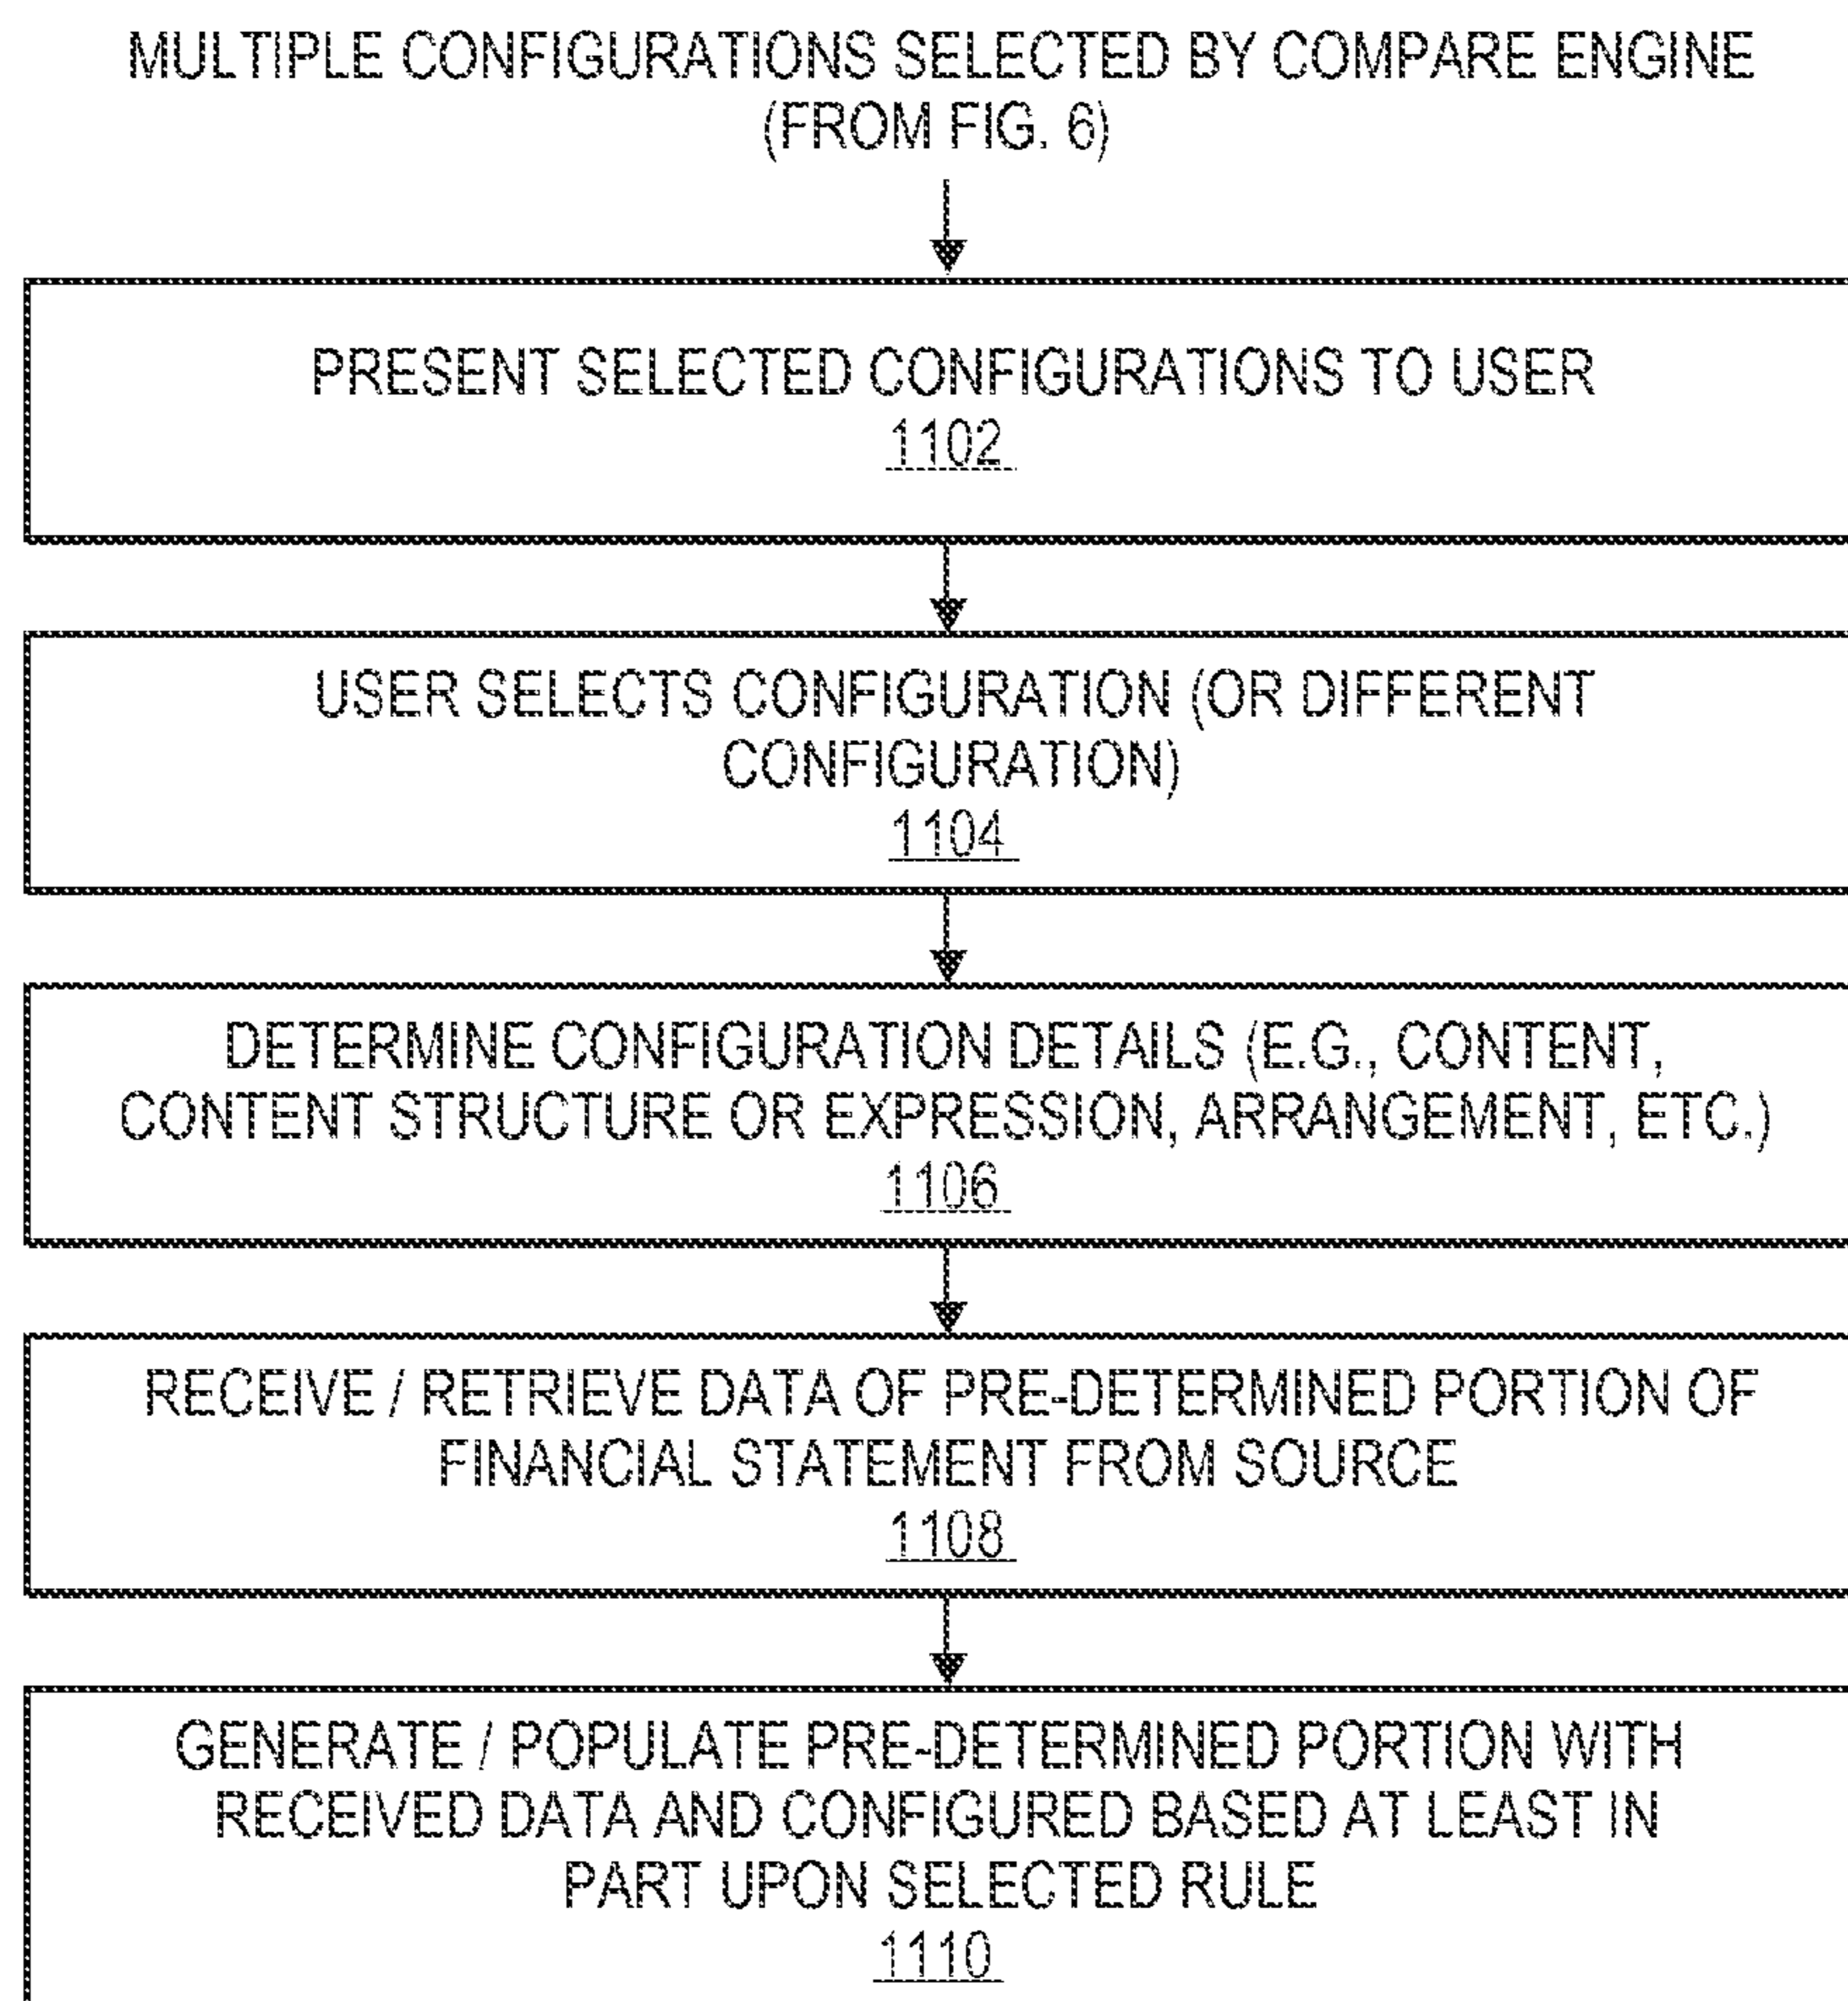 MULTIPLE CONFIGURATIONS SELECTED BY COMPARE ENGINE
(FROM FIG. 6)
PRESENT SELECTED CONFIGURATIONS TO USER
1102
USER SELECTS CONFIGURATION (OR DIFFERENT
CONFIGURATION)
1104
DETERMINE CONFIGURATION DETAILS (E.G., CONTENT,
CONTENT STRUCTURE OR EXPRESSION, ARRANGEMENT, ETC.)
1106
RECEIVE / RETRIEVE DATA OF PRE-DETERMINED PORTION OF
FINANCIAL STATEMENT FROM SOURCE
1108
GENERATE / POPULATE PRE-DETERMINED PORTION WITH
RECEIVED DATA AND CONFIGURED BASED AT LEAST IN
PART UPON SELECTED RULE
1110